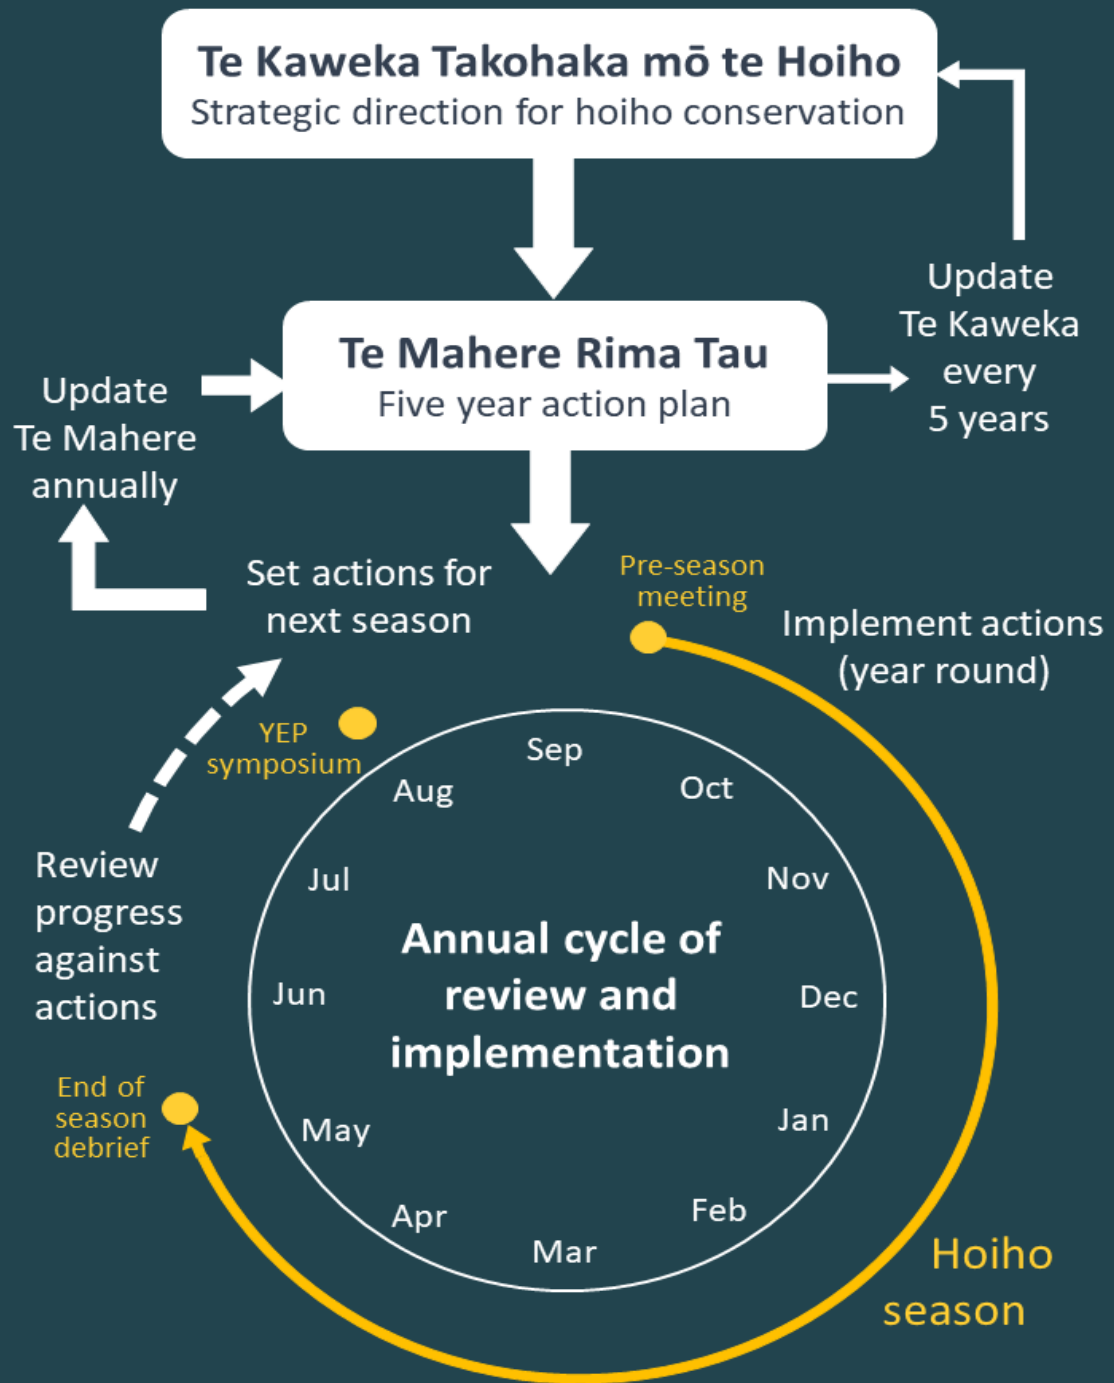 Te Kaweka Takohaka mō te Hoiho
Strategic direction for hoiho conservation
Update
Te Kaweka
every
5 years
Te Mahere Rima Tau
Five year action plan
Update
Te Mahere
annually
Set actions for
next season
Pre-season
meeting
Implement actions
(year round)
YEP
symposium
Sep
Oct
Nov
Dec
Jan
Feb
Mar
Apr
May
Jun
Jul
Aug
Annual cycle of
review and
implementation
Review
progress
against
actions
End of
season
debrief
Hoiho
season